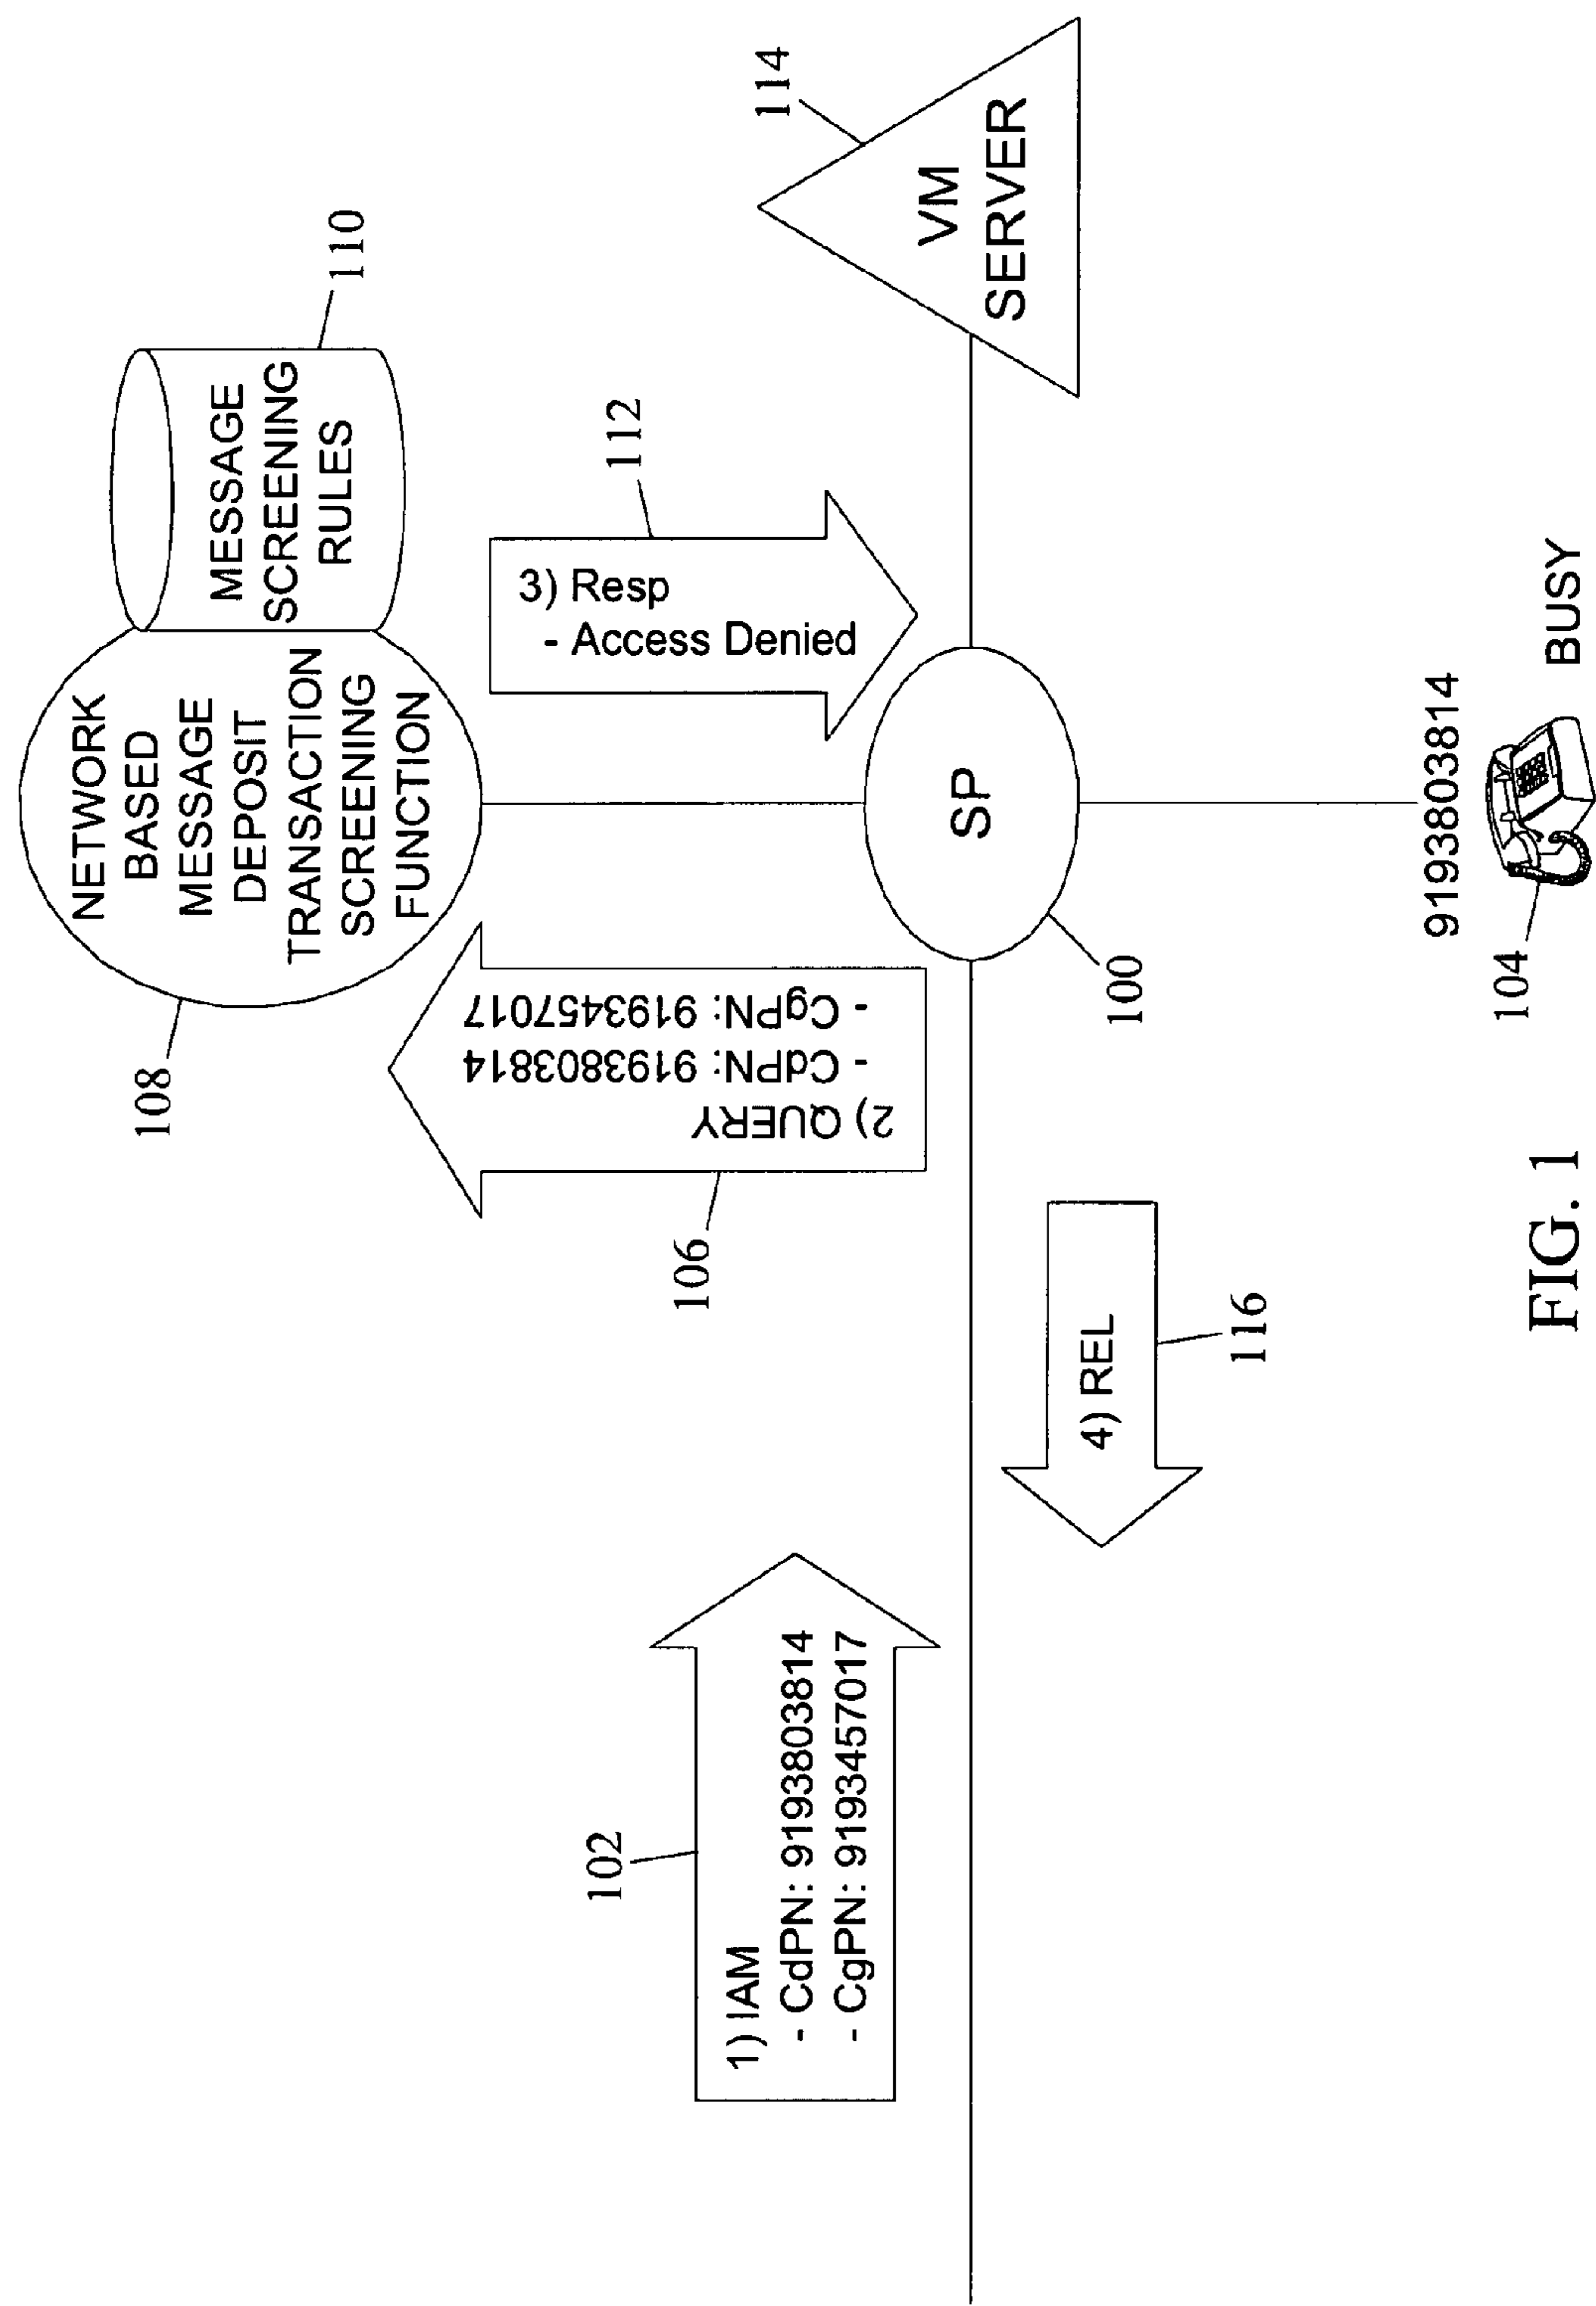 NETWORK
BASED
MESSAGE
DEPOSIT
TRANSACTION
SCREENING
FUNCTION
108
MESSAGE
SCREENING
RULES
110
102
1) IAM
- CdPN: 9193803814
- CgPN: 9193457017
106
2) QUERY
- CdPN: 9193803814
- CgPN: 9193457017
112
3) Resp
- Access Denied
114
VM
SERVER
SP
100
4) REL
116
9193803814
104
BUSY
FIG. 1